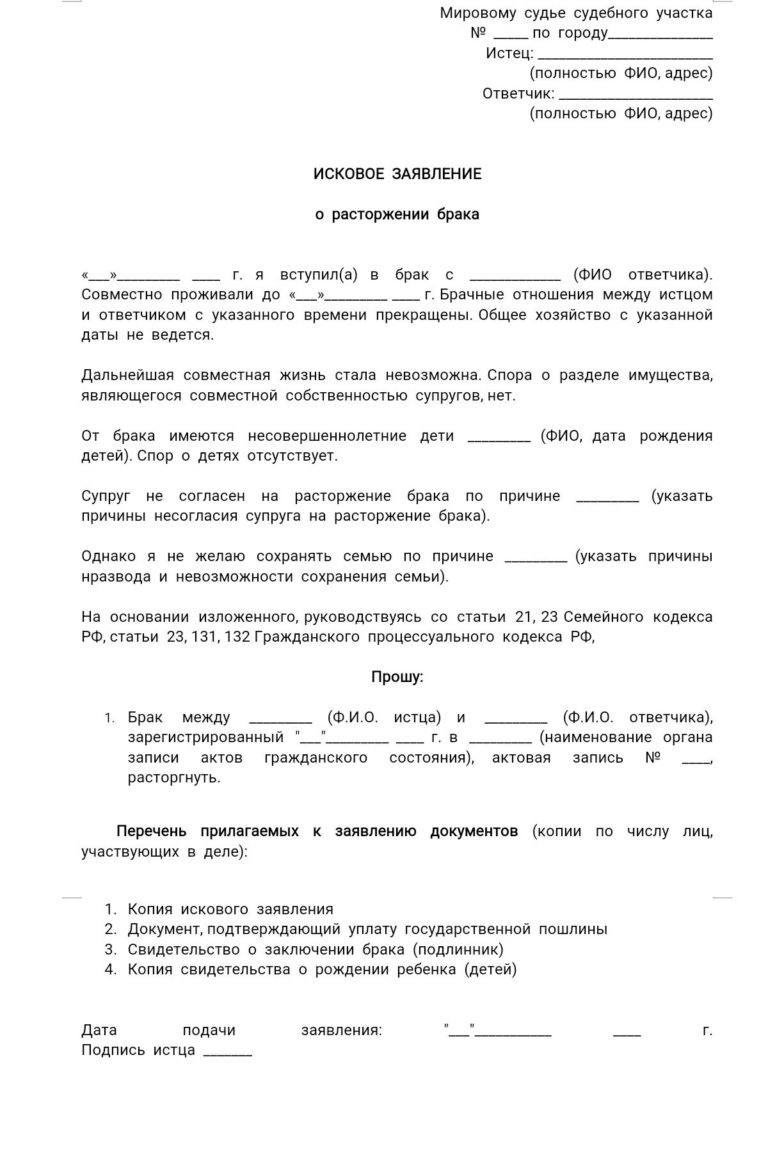 Мировому судье судебного участка
№ _____ по городу_______________
Истец: _________________________
(полностью ФИО, адрес)
Ответчик: ______________________
(полностью ФИО, адрес)
ИСКОВОЕ ЗАЯВЛЕНИЕ
о расторжении брака
«___»_________ ____ г. я вступил(а) в брак с _____________ (ФИО ответчика).
Совместно проживали до «___»_________ ____ г. Брачные отношения между истцом
и ответчиком с указанного времени прекращены. Общее хозяйство с указанной
даты не ведется.
Дальнейшая совместная жизнь стала невозможна. Спора о разделе имущества,
являющегося совместной собственностью супругов, нет.
От брака имеются несовершеннолетние дети _________ (ФИО, дата рождения
детей). Спор о детях отсутствует.
Супруг не согласен на расторжение брака по причине _________ (указать
причины несогласия супруга на расторжение брака).
Однако я не желаю сохранять семью по причине _________ (указать причины
нразвода и невозможности сохранения семьи).
На основании изложенного, руководствуясь со статьи 21, 23 Семейного кодекса
РФ, статьи 23, 131, 132 Гражданского процессуального кодекса РФ,
Прошу:
1. Брак между _________ (Ф.И.О. истца) и _________ (Ф.И.О. ответчика),
зарегистрированный "___"_________ ____ г. в _________ (наименование органа
записи актов гражданского состояния), актовая запись № ____,
расторгнуть.
Перечень прилагаемых к заявлению документов (копии по числу лиц,
участвующих в деле):
1. Копия искового заявления
2. Документ, подтверждающий уплату государственной пошлины
3. Свидетельство о заключении брака (подлинник)
4. Копия свидетельства о рождении ребенка (детей)
Дата подачи заявления: "___"___________ ____ г.
Подпись истца _______